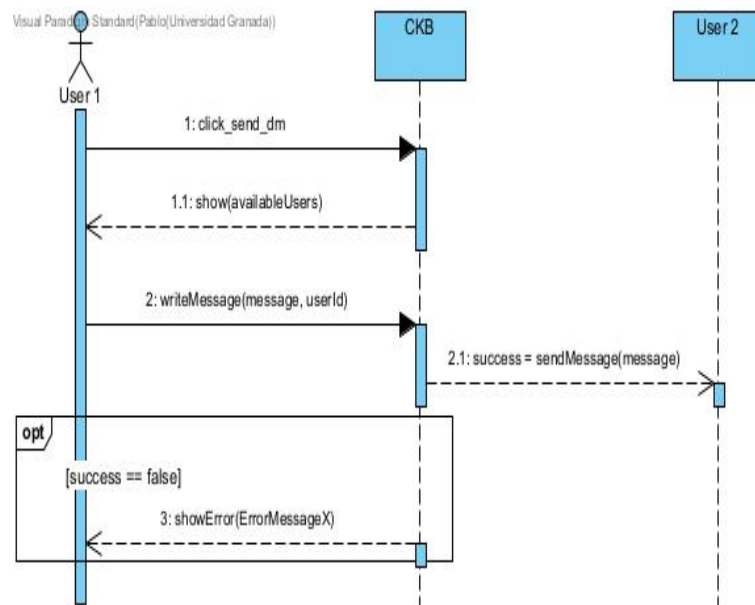 Visual Paradigm Standard(Pablo(Universidad Granada))
CKB
User 2
User 1
1: click_send_dm
1.1: show(availableUsers)
2: writeMessage(message, userId)
2.1: success = sendMessage(message)
opt
[success == false]
3: showError(ErrorMessageX)